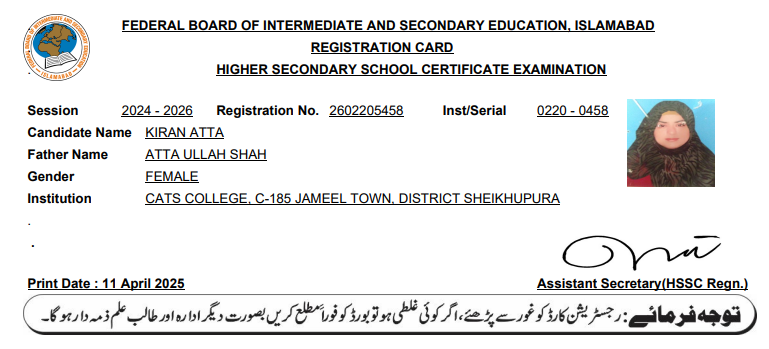 FEDERAL BOARD OF INTERMEDIATE AND SECONDARY EDUCATION, ISLAMABAD
REGISTRATION CARD
HIGHER SECONDARY SCHOOL CERTIFICATE EXAMINATION
Session 2024 - 2026 Registration No. 2602205458 Inst/Serial 0220 - 0458
Candidate Name KIRAN ATTA
Father Name ATTA ULLAH SHAH
Gender FEMALE
Institution CATS COLLEGE, C-185 JAMEEL TOWN, DISTRICT SHEIKHUPURA
.
.
Print Date : 11 April 2025 Assistant Secretary(HSSC Regn.)
توجہ فرمائیے: رجسٹریشن کارڈ کو غور سے پڑھئے، اگر کوئی غلطی ہو تو بورڈ کو فوراً مطلع کریں بصورت دیگر ادارہ اور طالب علم ذمہ دار ہو گا۔